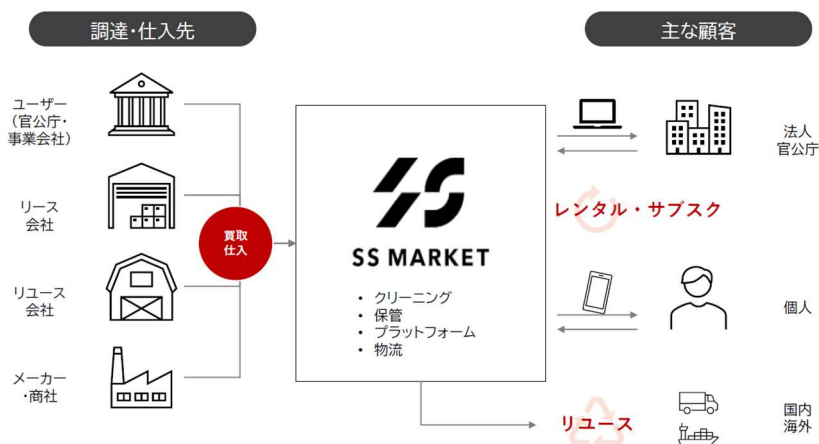 調達・仕入先
主な顧客
ユーザー
（官公庁・
事業会社）
リース
会社
リユース
会社
メーカー
・商社
買取
仕入
SS MARKET
• クリーニング
• 保管
• プラットフォーム
• 物流
法人
官公庁
レンタル・サブスク
個人
リユース
国内
海外